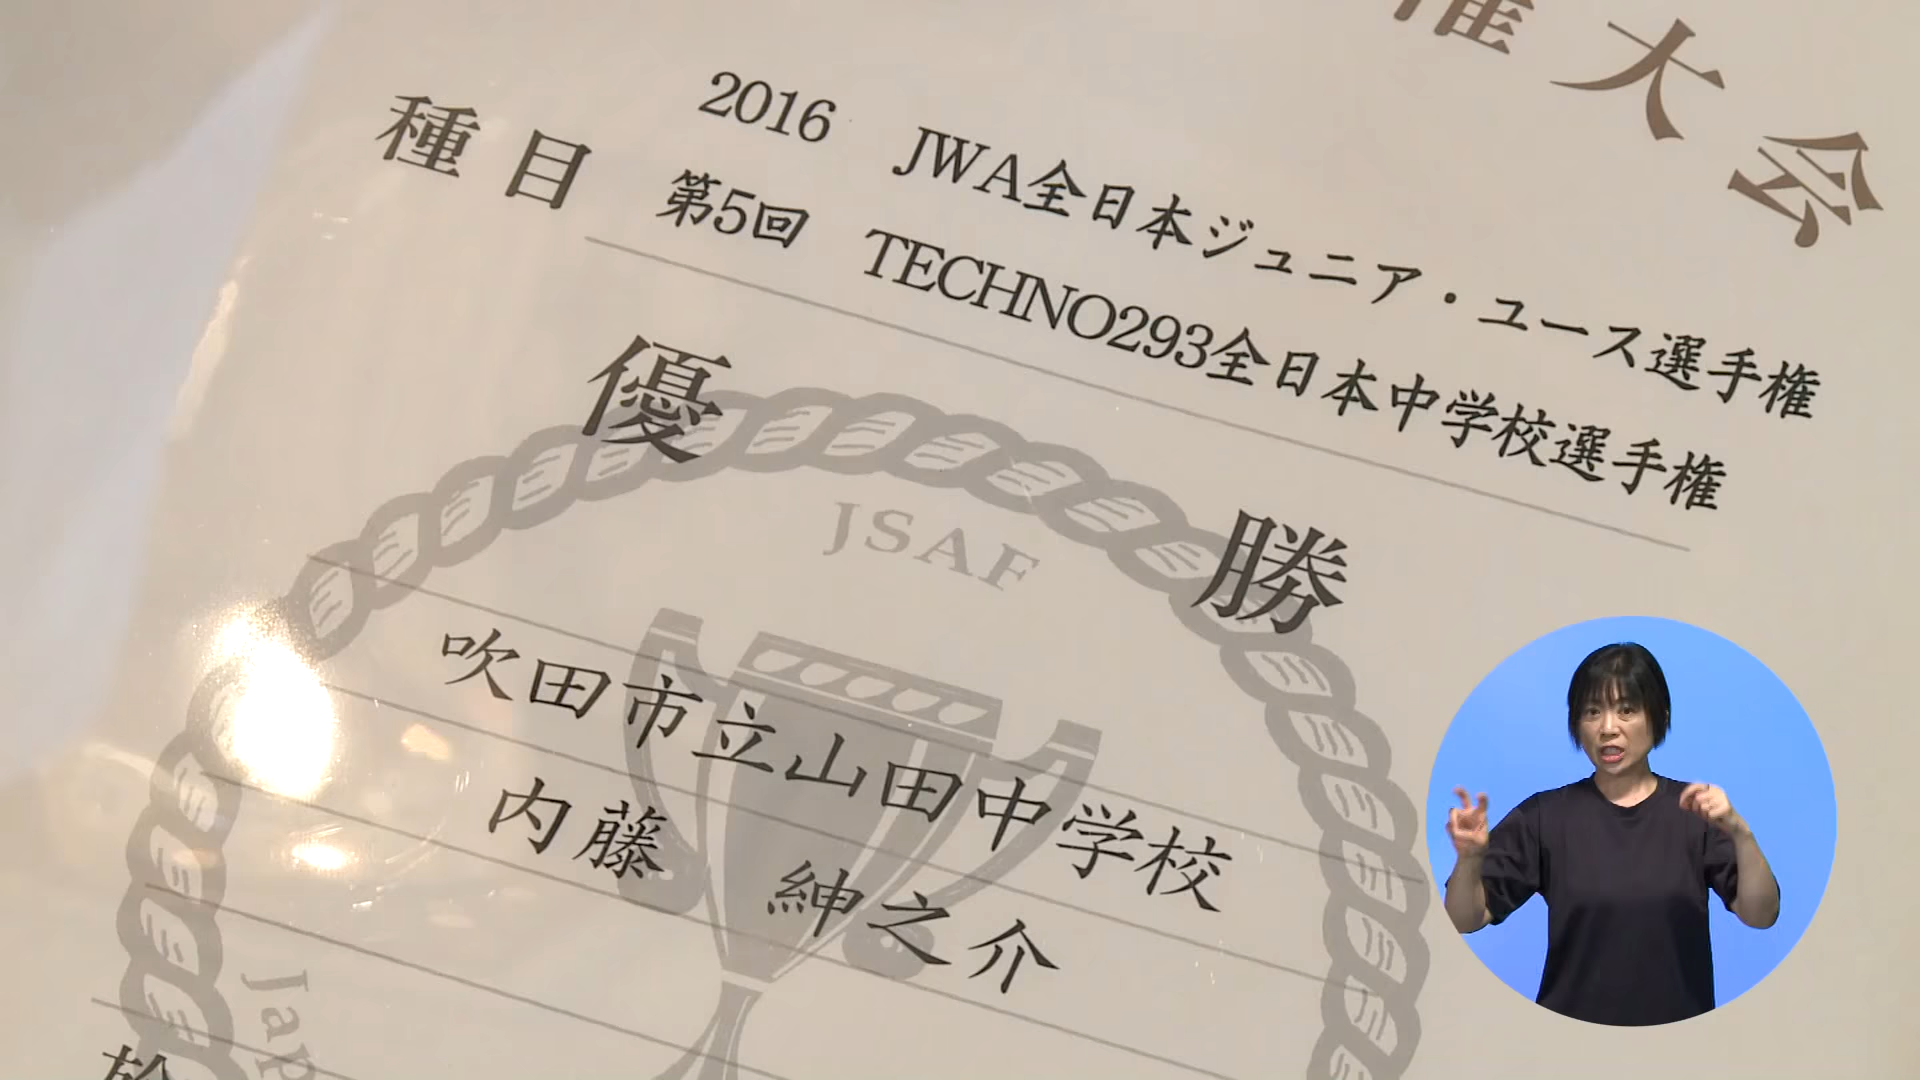 権大会
種目
2016 JWA全日本ジュニア・ユース選手権
第5回 TECHNO293全日本中学校選手権
優勝
JSAF
吹田市立山田中学校
内藤 紳之介
Jap